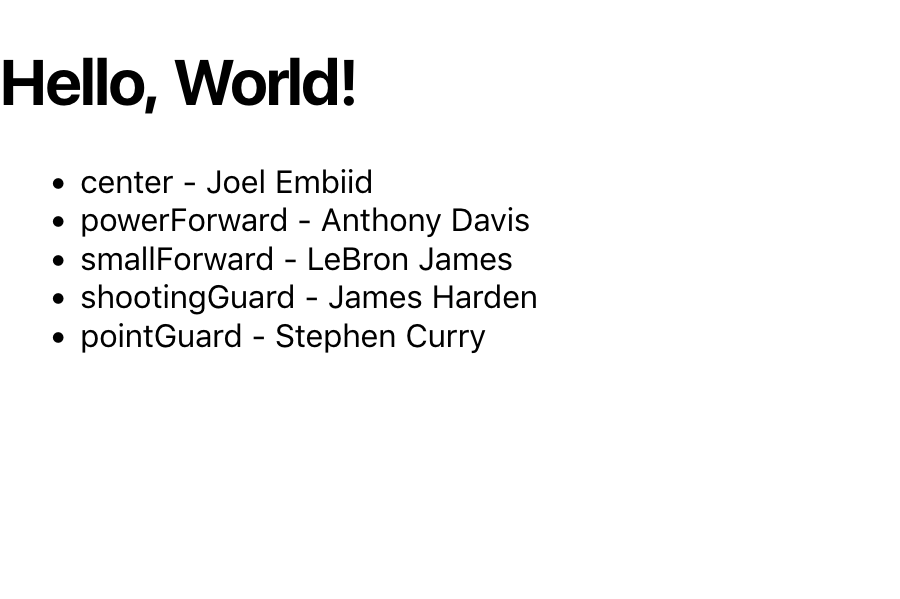 Hello, World!
• center - Joel Embiid
• powerForward - Anthony Davis
• smallForward - LeBron James
• shootingGuard - James Harden
• pointGuard - Stephen Curry